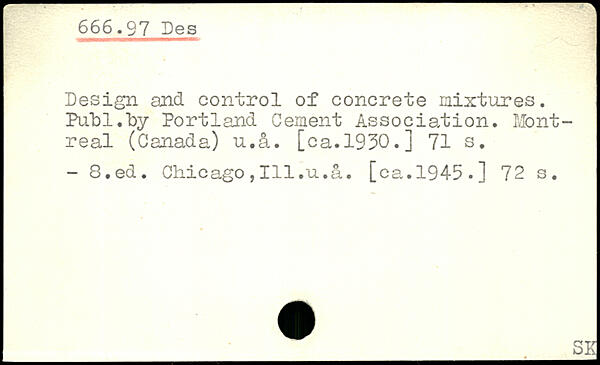 666.97 Des
Design and control of concrete mixtures.
Publ.by Portland Cement Association. Mont-
real (Canada) u.å. [ca.1930.] 71 s.
- 8.ed. Chicago,Ill.u.å. [ca.1945.] 72 s.
SK